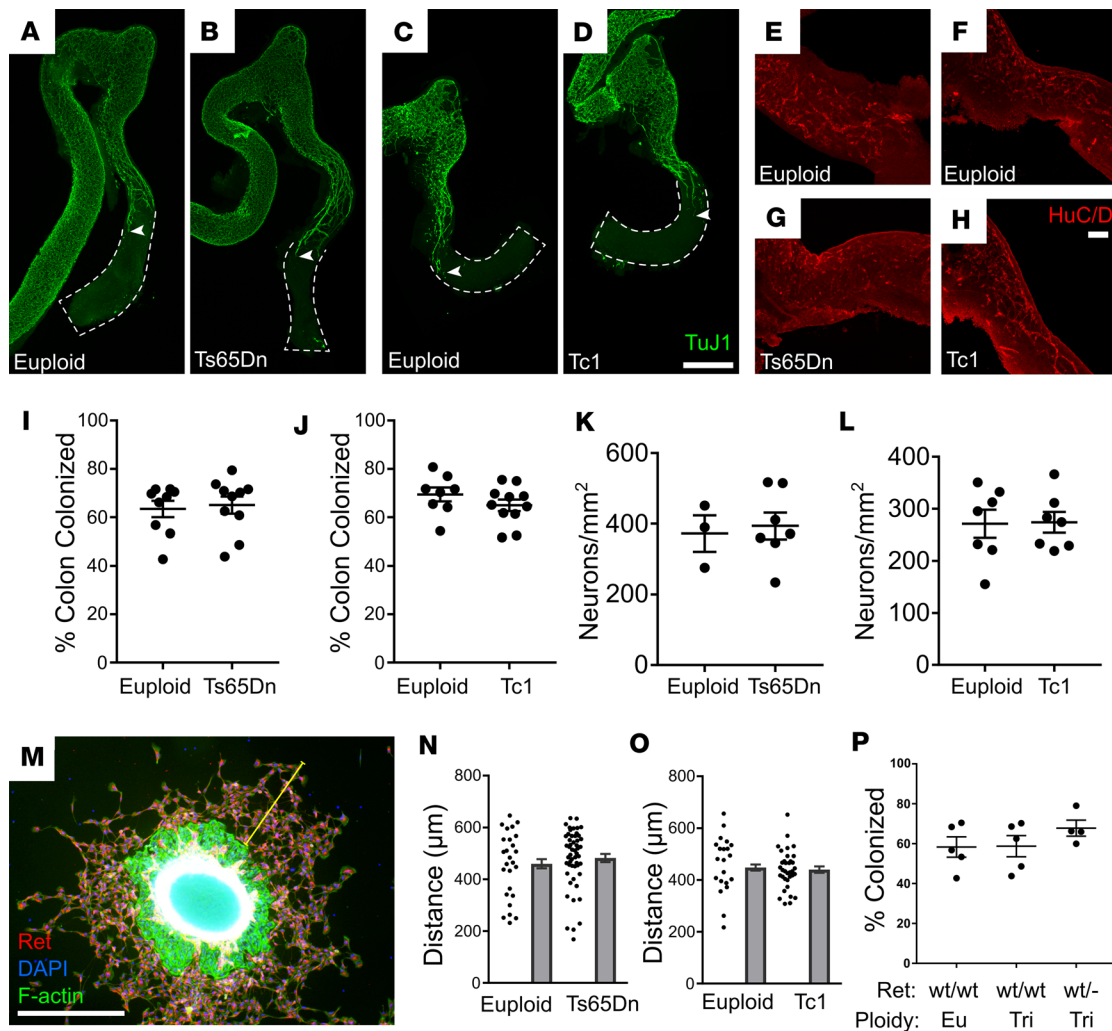 A
B
C
D
E
F
Euploid
Euploid
G
H
HuC/D
Euploid
Ts65Dn
Euploid
TuJ1
Tc1
Ts65Dn
Tc1
I
% Colon Colonized
100
80
60
40
20
0
Euploid
Ts65Dn
J
% Colon Colonized
100
80
60
40
20
0
Euploid
Tc1
K
Neurons/mm²
600
400
200
0
Euploid
Ts65Dn
L
Neurons/mm²
400
300
200
100
0
Euploid
Tc1
M
Ret
DAPI
F-actin
N
Distance (µm)
800
600
400
200
0
Euploid
Ts65Dn
O
Distance (µm)
800
600
400
200
0
Euploid
Tc1
P
% Colonized
100
80
60
40
20
0
Ret: wt/wt wt/wt wt/-
Ploidy: Eu Tri Tri